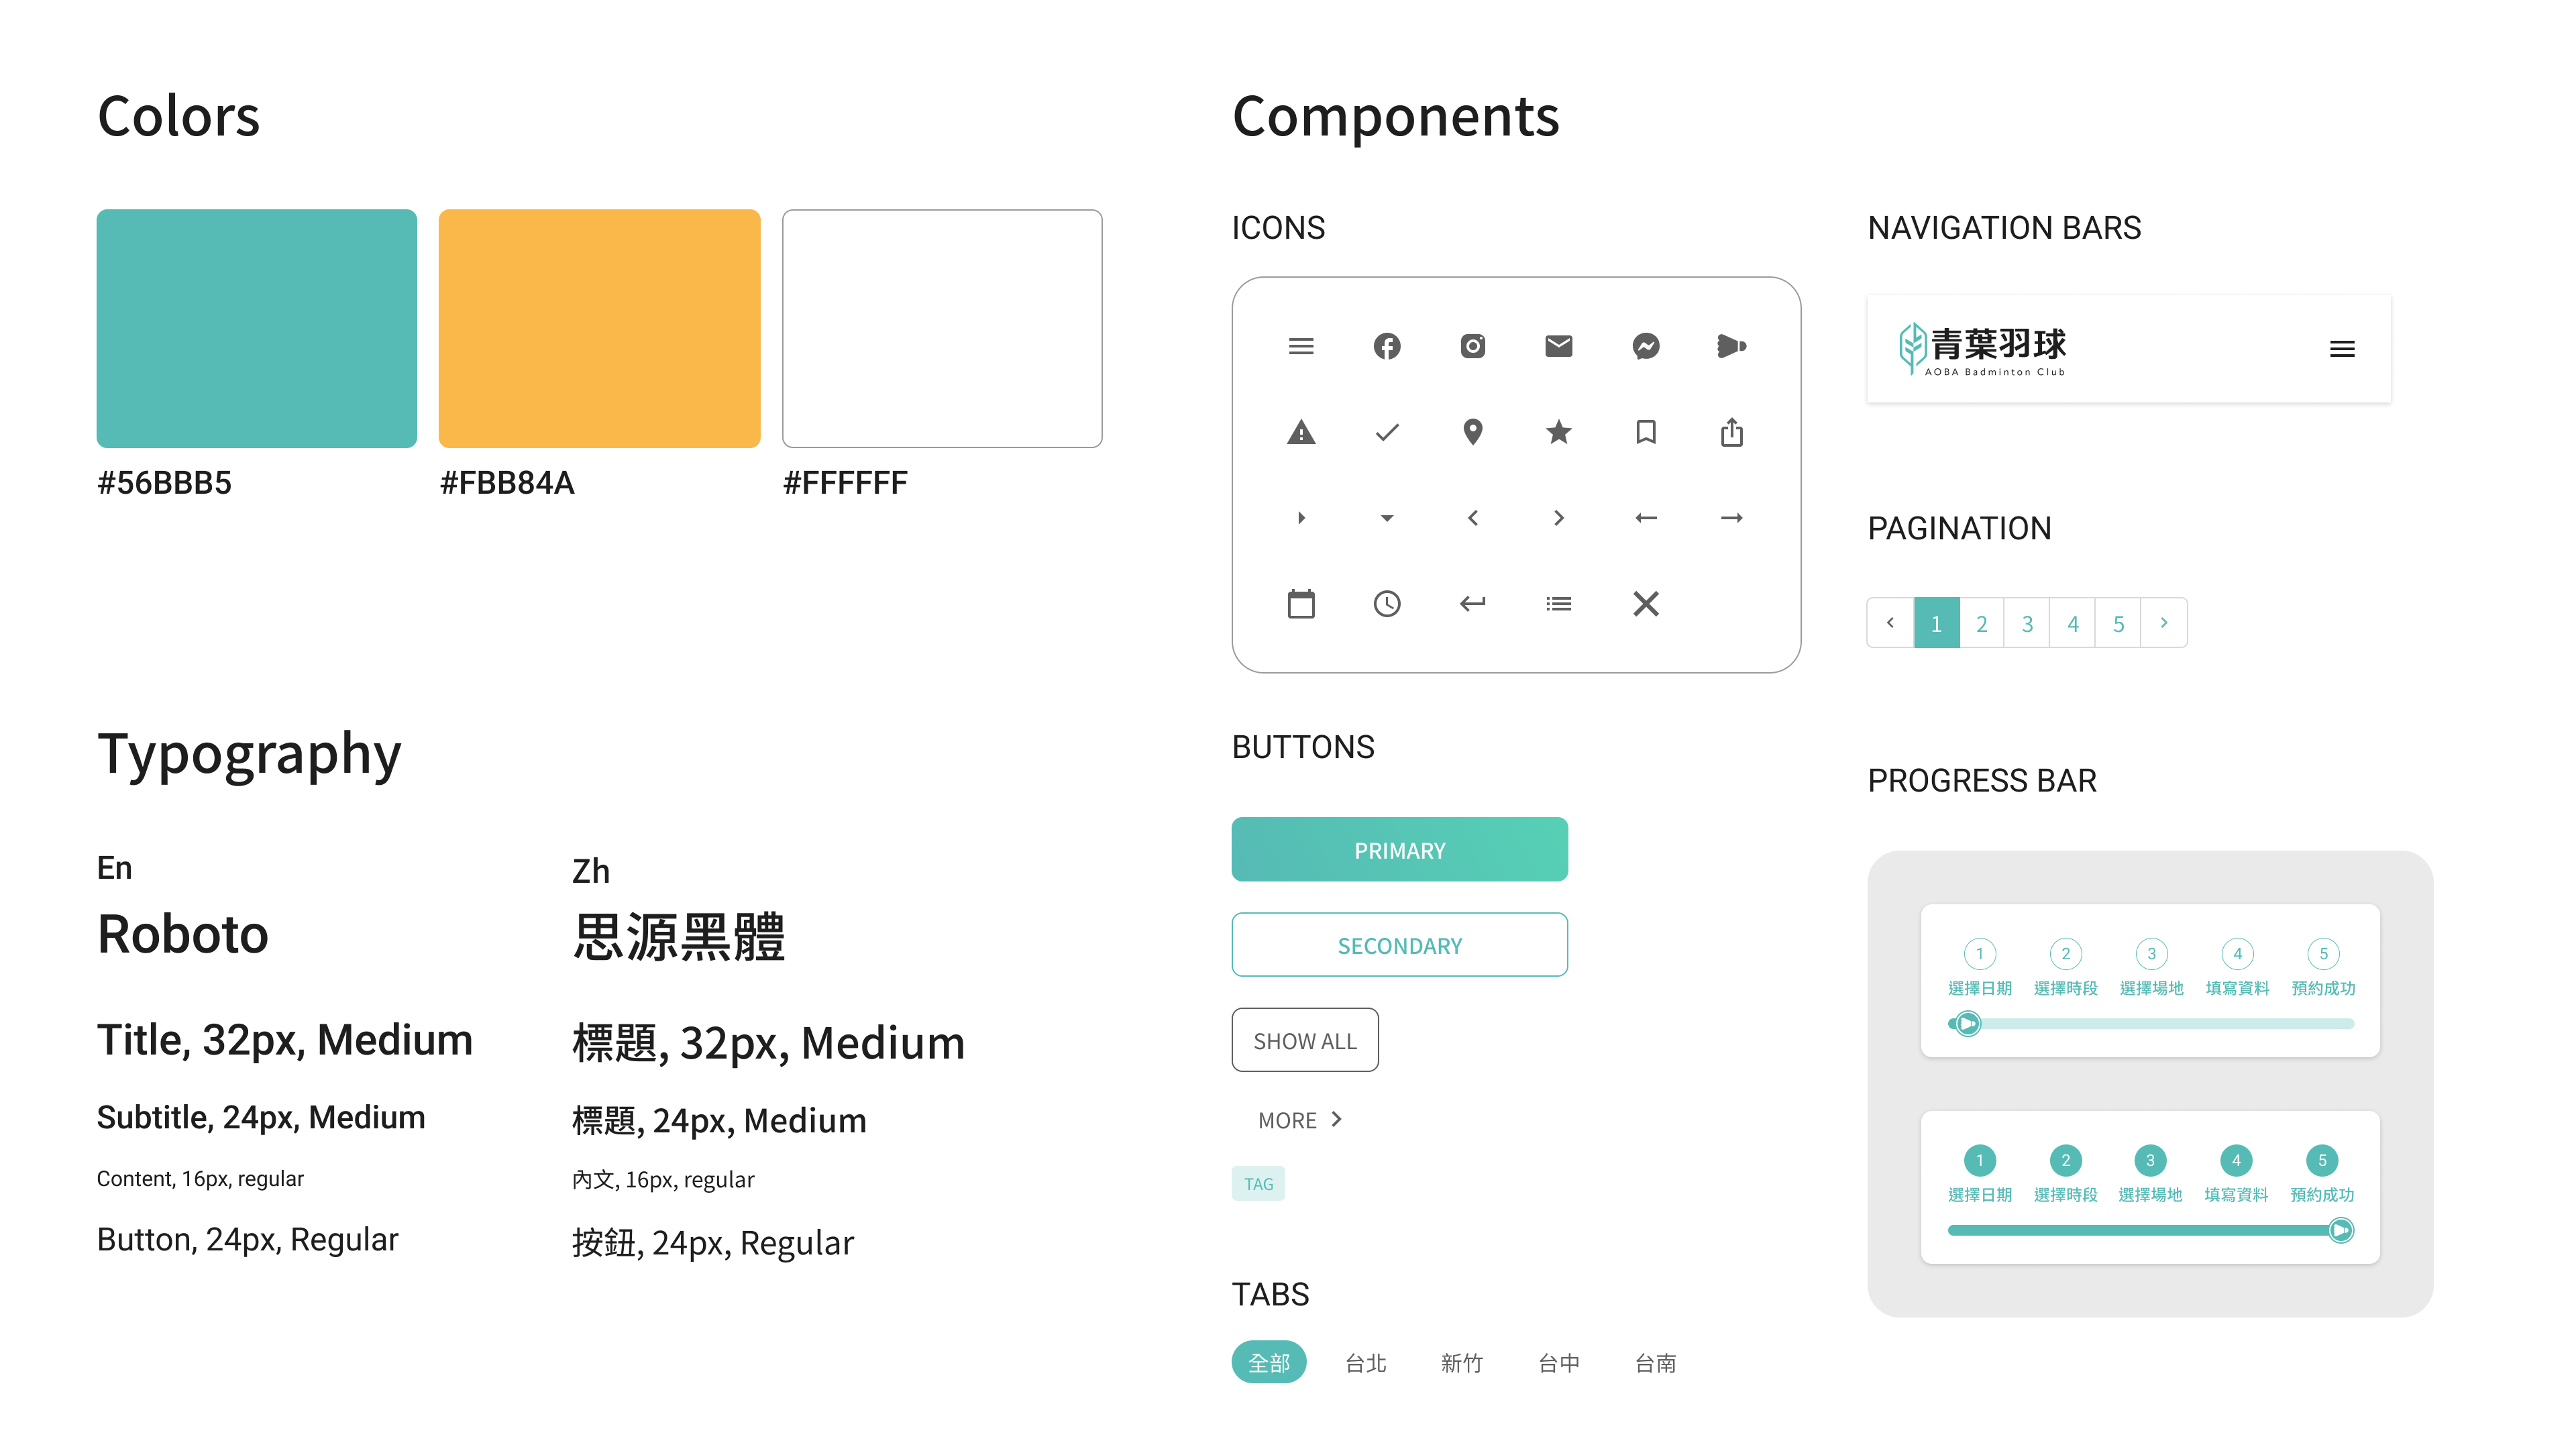 Colors
#56BBB5
#FBB84A
#FFFFFF
Typography
En
Roboto
Title, 32px, Medium
Subtitle, 24px, Medium
Content, 16px, regular
Button, 24px, Regular
Zh
思源黑體
標題, 32px, Medium
標題, 24px, Medium
內文, 16px, regular
按鈕, 24px, Regular
Components
ICONS
BUTTONS
PRIMARY
SECONDARY
SHOW ALL
MORE
TAG
TABS
全部 台北 新竹 台中 台南
NAVIGATION BARS
青葉羽球
AOBA Badminton Club
PAGINATION
1 2 3 4 5
PROGRESS BAR
1 2 3 4 5
選擇日期 選擇時段 選擇場地 填寫資料 預約成功
1 2 3 4 5
選擇日期 選擇時段 選擇場地 填寫資料 預約成功